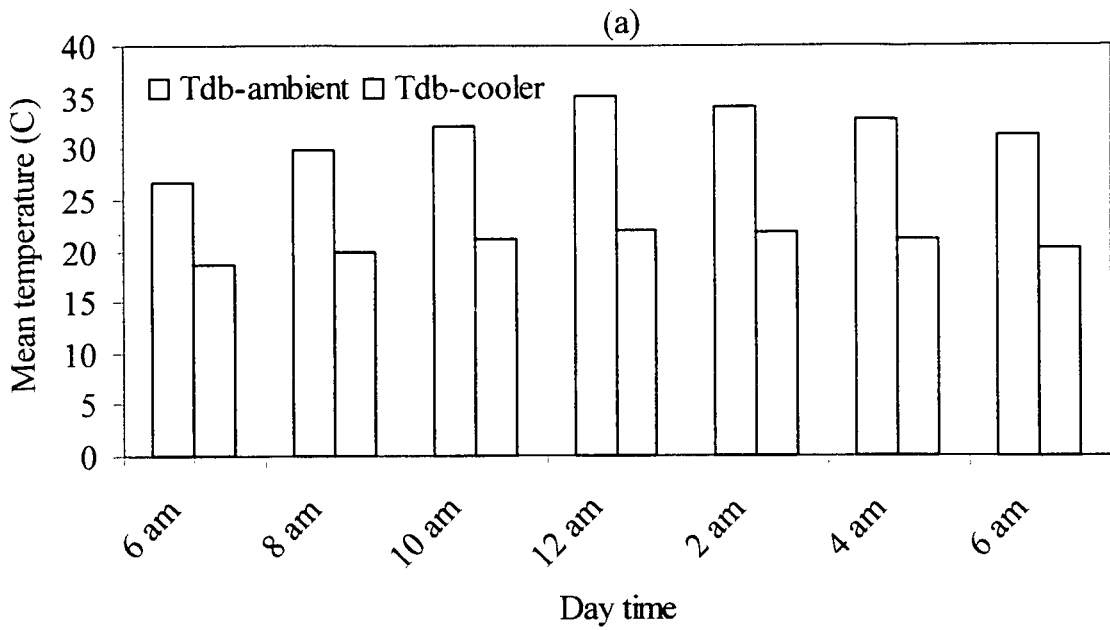 (a)
Mean temperature (C)
40
35
30
25
20
15
10
5
0
Tdb-ambient Tdb-cooler
6 am
8 am
10 am
12 am
2 am
4 am
6 am
Day time